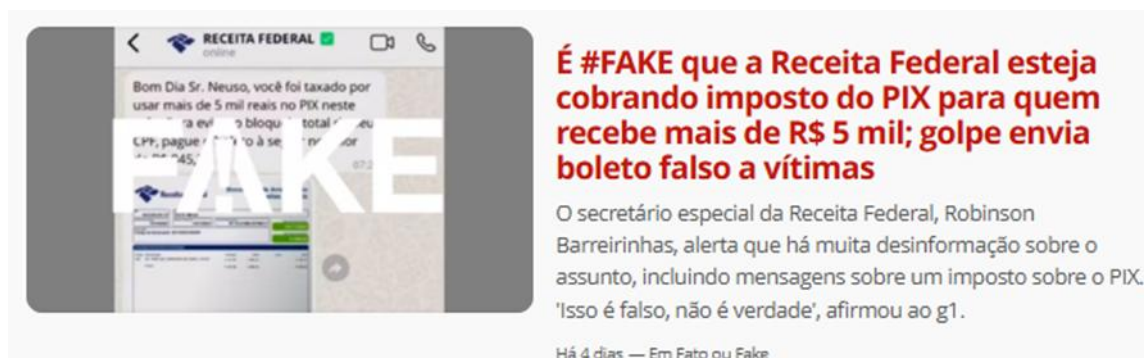 RECEITA FEDERAL
online
Bom Dia Sr. Neuso, você foi taxado por
usar mais de 5 mil reais no PIX neste
CPF, pague
FAKE
É #FAKE que a Receita Federal esteja
cobrando imposto do PIX para quem
recebe mais de R$ 5 mil; golpe envia
boleto falso a vítimas
O secretário especial da Receita Federal, Robinson
Barreirinhas, alerta que há muita desinformação sobre o
assunto, incluindo mensagens sobre um imposto sobre o PIX.
'Isso é falso, não é verdade', afirmou ao g1.
Há 4 dias — Em Fato ou Fake